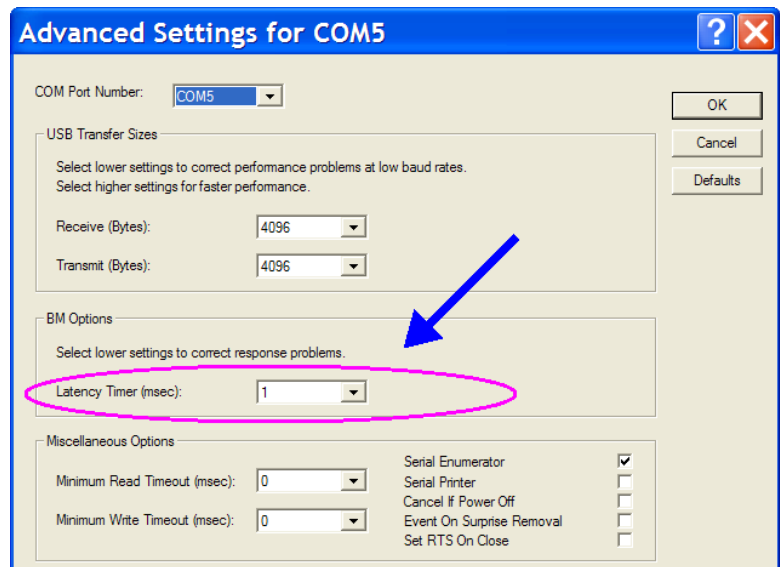 Advanced Settings for COM5
?
COM Port Number: COM5
OK
Cancel
Defaults
USB Transfer Sizes
Select lower settings to correct performance problems at low baud rates.
Select higher settings for faster performance.
Receive (Bytes): 4096
Transmit (Bytes): 4096
BM Options
Select lower settings to correct response problems.
Latency Timer (msec): 1
Miscellaneous Options
Minimum Read Timeout (msec): 0
Minimum Write Timeout (msec): 0
Serial Enumerator
Serial Printer
Cancel If Power Off
Event On Surprise Removal
Set RTS On Close